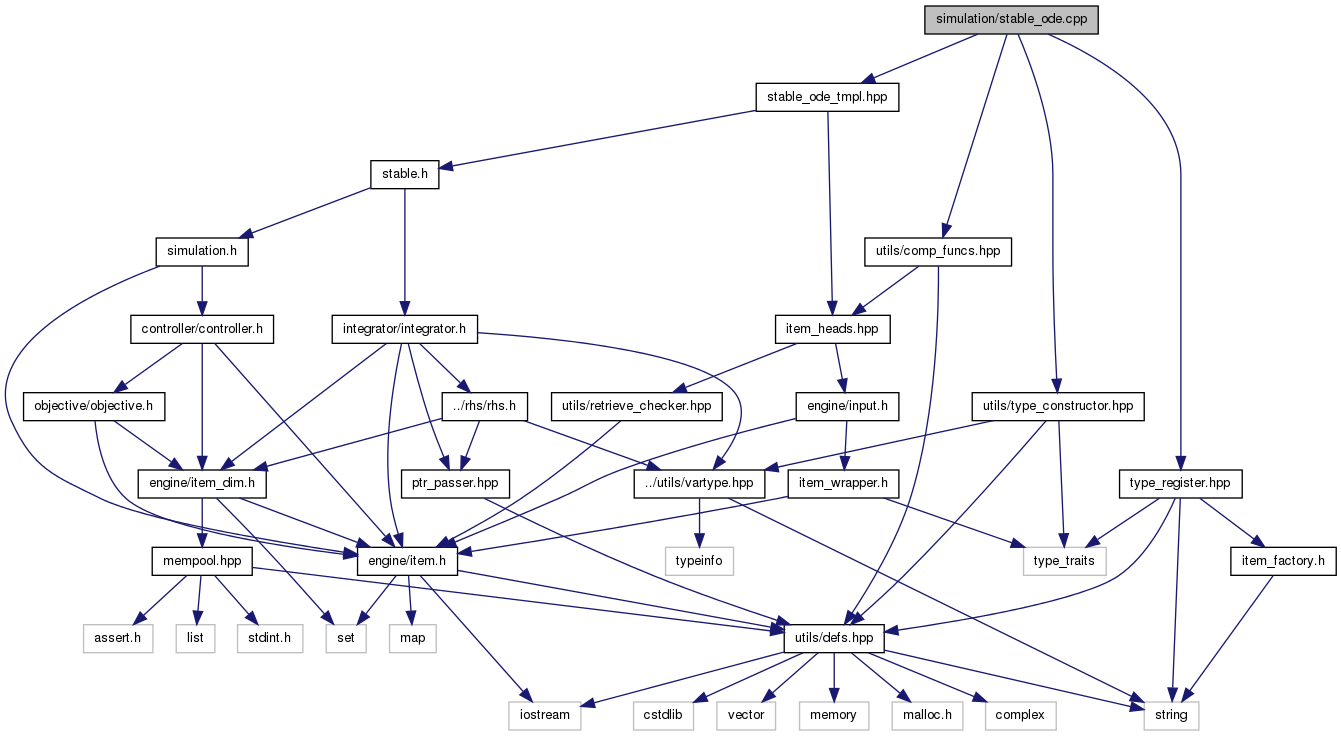 simulation/stable_ode.cpp
stable_ode_tmpl.hpp
stable.h
simulation.h
utils/comp_funcs.hpp
controller/controller.h
integrator/integrator.h
item_heads.hpp
objective/objective.h
../rhs/rhs.h
utils/retrieve_checker.hpp
engine/input.h
utils/type_constructor.hpp
engine/item_dim.h
ptr_passer.hpp
../utils/vartype.hpp
item_wrapper.h
type_register.hpp
mempool.hpp
engine/item.h
typeinfo
type_traits
item_factory.h
assert.h
list
stdint.h
set
map
utils/defs.hpp
iostream
cstdlib
vector
memory
malloc.h
complex
string